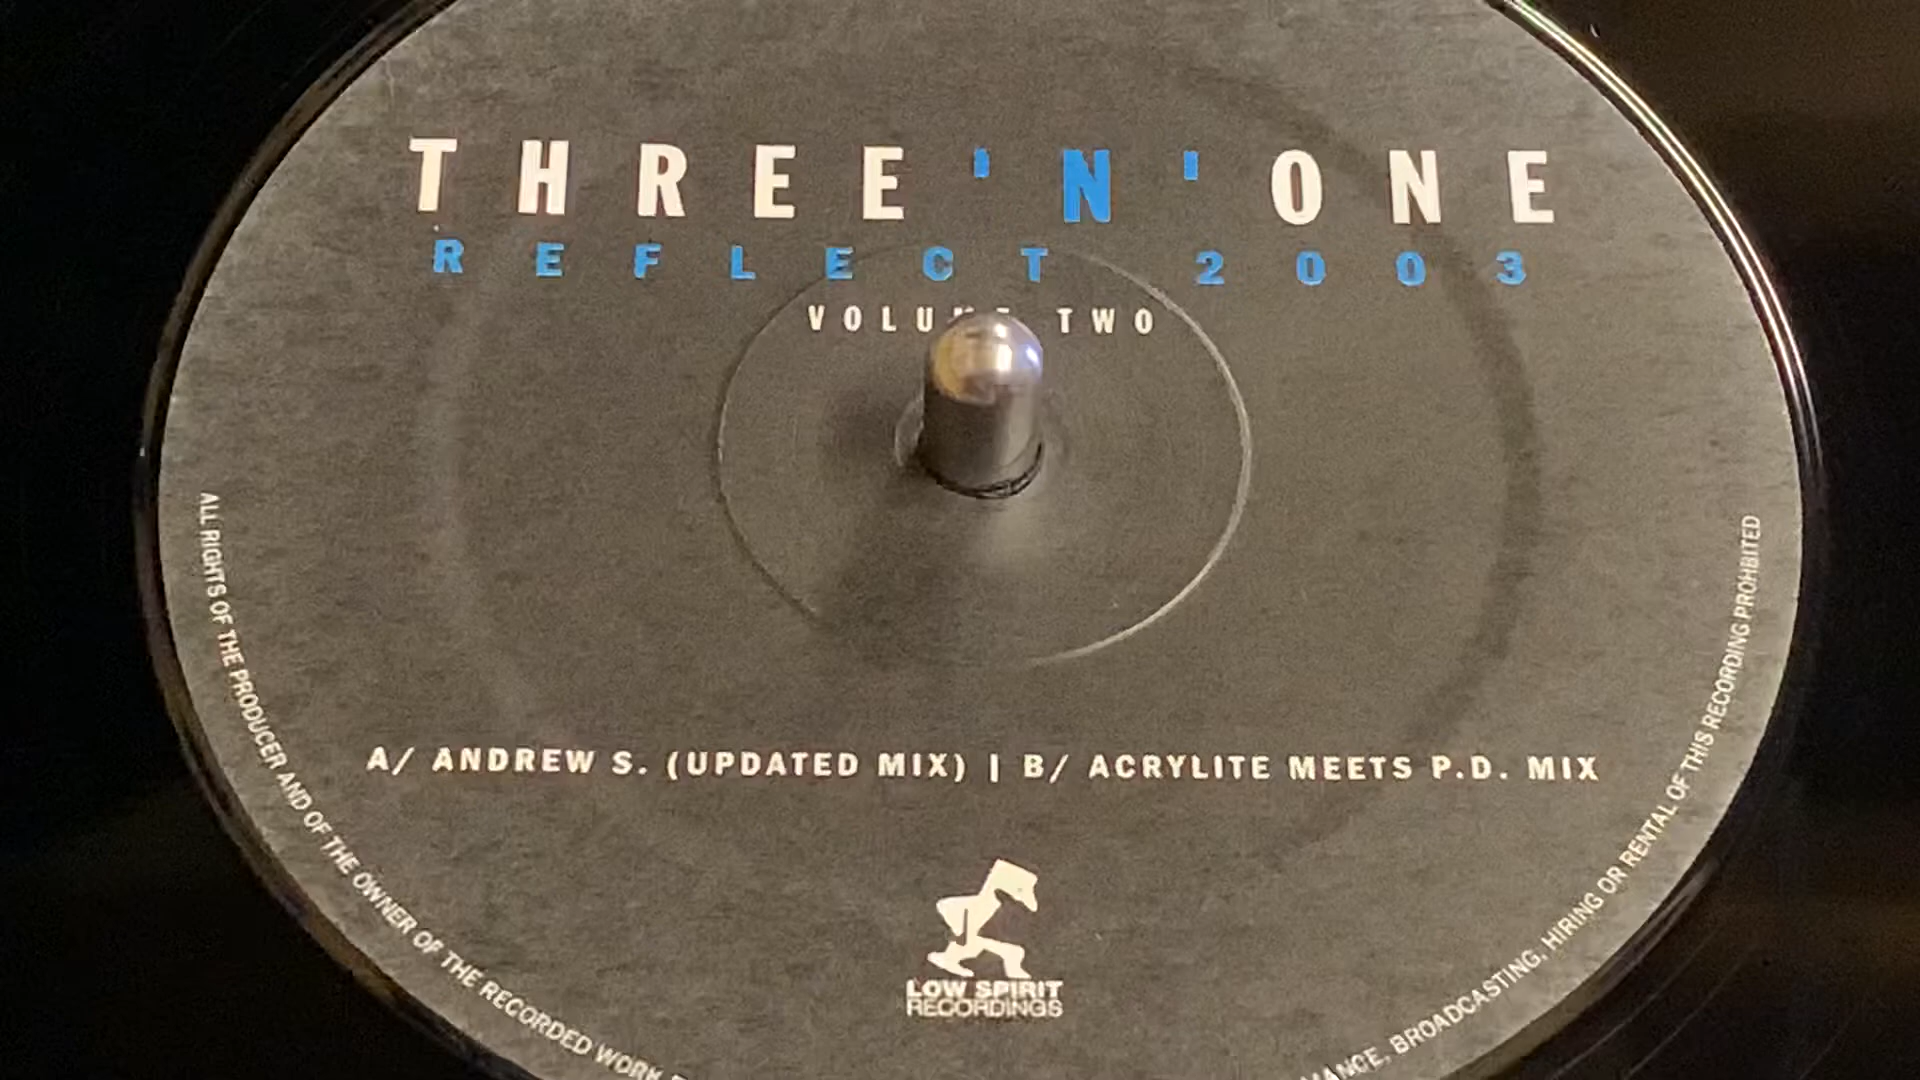 THREE'N'ONE
REFLECT 2003
VOLUME TWO
A/ ANDREW S. (UPDATED MIX) | B/ ACRYLITE MEETS P.D. MIX
LOW SPIRIT
RECORDINGS
ALL RIGHTS OF THE PRODUCER AND OF THE OWNER OF THE RECORDED WORK
BROADCASTING, HIRING OR RENTAL OF THIS RECORDING PROHIBITED